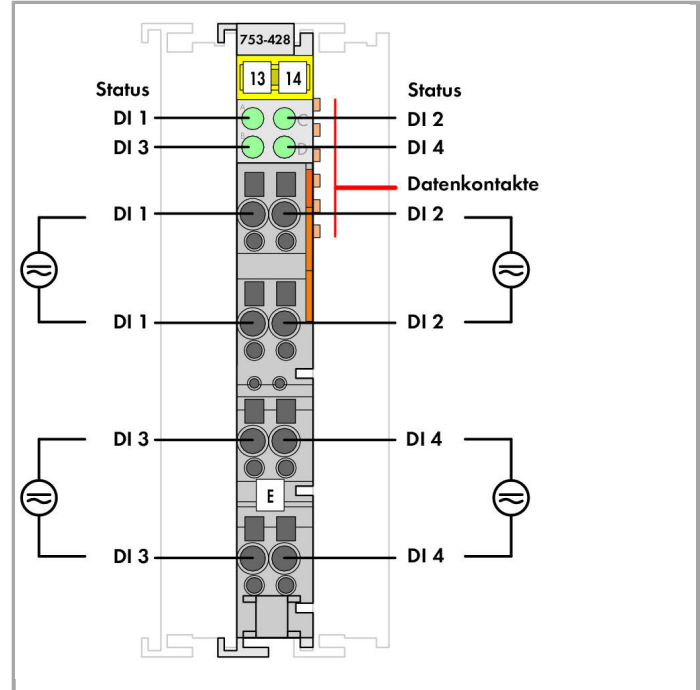 753-428
13 14
Status Status
A C
DI 1 DI 2
B D
DI 3 DI 4
Datenkontakte
DI 1 DI 2
DI 1 DI 2
DI 3 DI 4
E
DI 3 DI 4